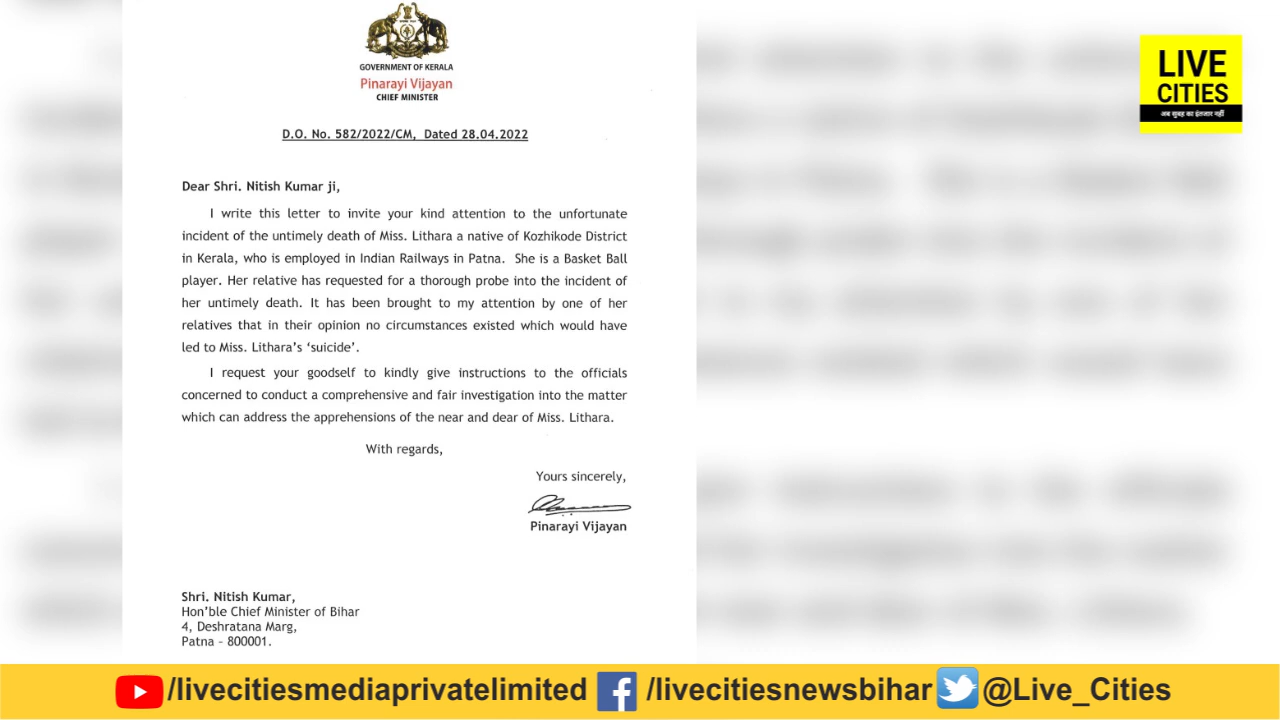 GOVERNMENT OF KERALA
Pinarayi Vijayan
CHIEF MINISTER
LIVE
CITIES
अब सुबह का इंतजार नहीं
D.O. No. 582/2022/CM, Dated 28.04.2022
Dear Shri. Nitish Kumar ji,
I write this letter to invite your kind attention to the unfortunate
incident of the untimely death of Miss. Lithara a native of Kozhikode District
in Kerala, who is employed in Indian Railways in Patna. She is a Basket Ball
player. Her relative has requested for a thorough probe into the incident of
her untimely death. It has been brought to my attention by one of her
relatives that in their opinion no circumstances existed which would have
led to Miss. Lithara's ‘suicide’.
I request your goodself to kindly give instructions to the officials
concerned to conduct a comprehensive and fair investigation into the matter
which can address the apprehensions of the near and dear of Miss. Lithara.
With regards,
Yours sincerely,
Pinarayi Vijayan
Shri. Nitish Kumar,
Hon’ble Chief Minister of Bihar
4, Deshratana Marg,
Patna – 800001.
/livecitiesmediaprivatelimited /livecitiesnewsbihar @Live_Cities